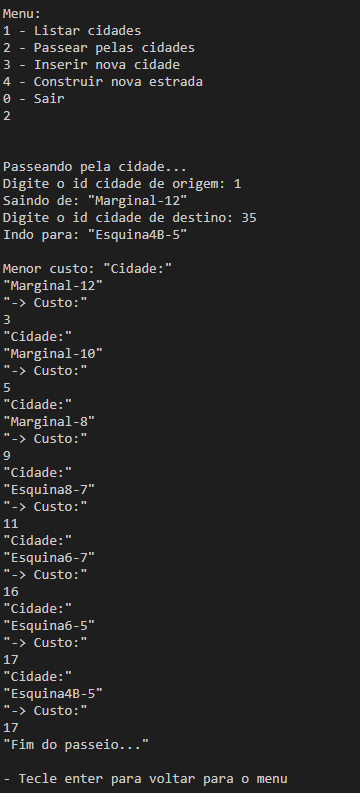 Menu:
1 - Listar cidades
2 - Passear pelas cidades
3 - Inserir nova cidade
4 - Construir nova estrada
0 - Sair
2
Passeando pela cidade...
Digite o id cidade de origem: 1
Saindo de: "Marginal-12"
Digite o id cidade de destino: 35
Indo para: "Esquina4B-5"
Menor custo: "Cidade:"
"Marginal-12"
"-> Custo:"
3
"Cidade:"
"Marginal-10"
"-> Custo:"
5
"Cidade:"
"Marginal-8"
"-> Custo:"
9
"Cidade:"
"Esquina8-7"
"-> Custo:"
11
"Cidade:"
"Esquina6-7"
"-> Custo:"
16
"Cidade:"
"Esquina6-5"
"-> Custo:"
17
"Cidade:"
"Esquina4B-5"
"-> Custo:"
17
"Fim do passeio..."
- Tecle enter para voltar para o menu